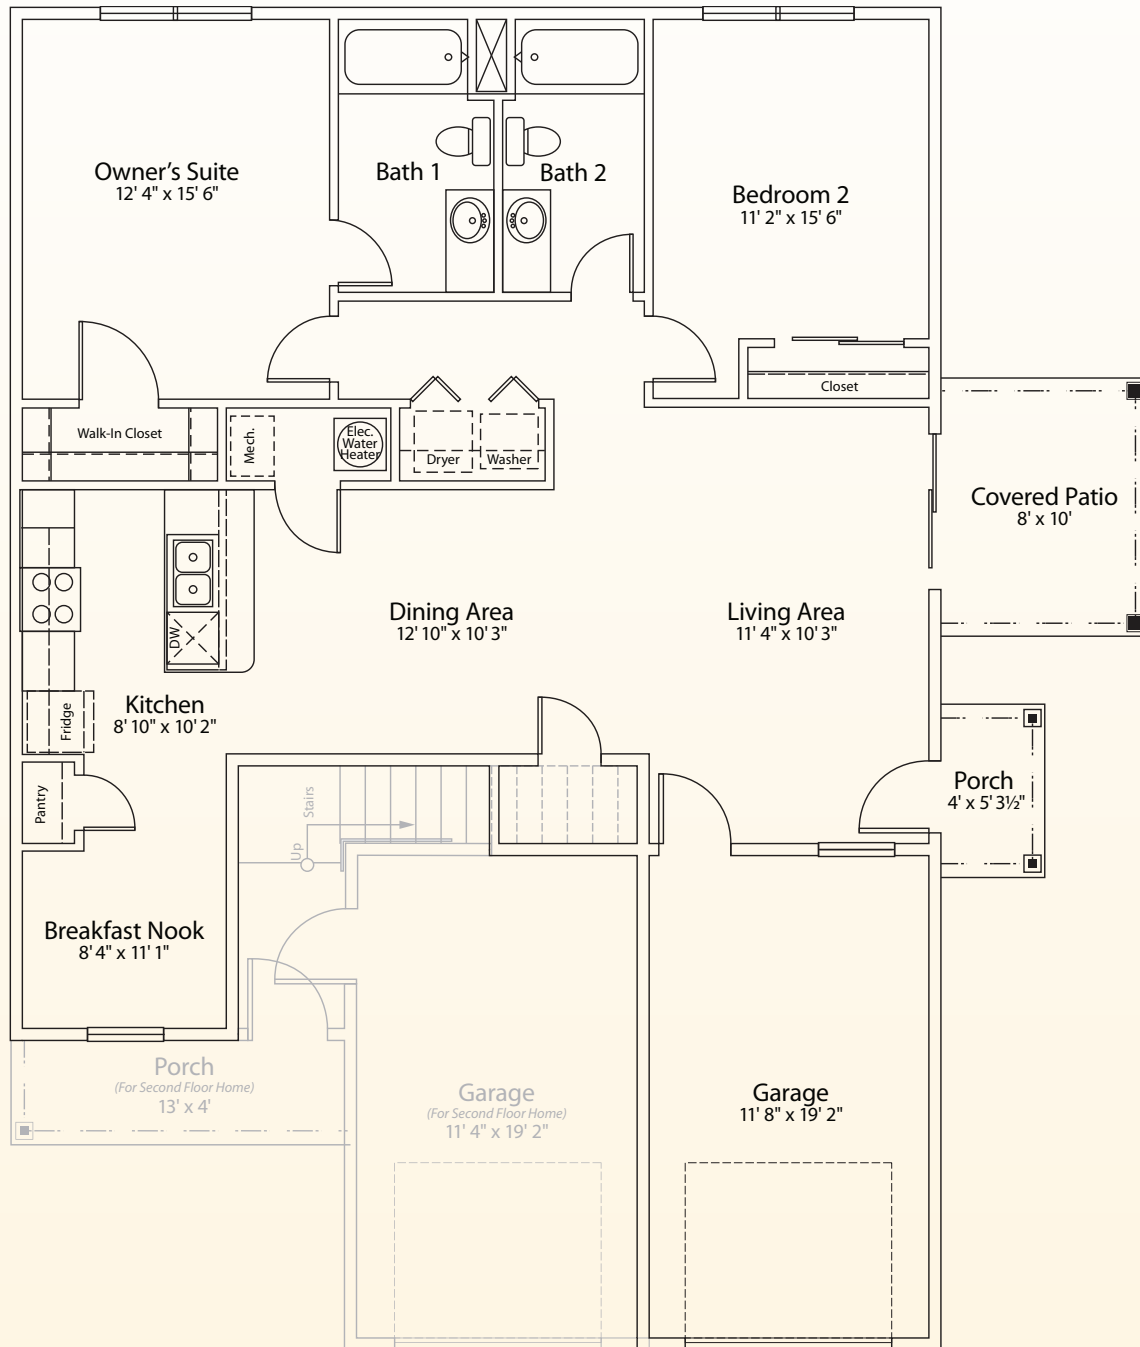 Owner's Suite
12' 4" x 15' 6"
Bath 1
Bath 2
Bedroom 2
11' 2" x 15' 6"
Closet
Walk-In Closet
Mech.
Elec.
Water
Heater
Dryer
Washer
Covered Patio
8' x 10'
Dining Area
12' 10" x 10' 3"
Living Area
11' 4" x 10' 3"
DW
Kitchen
8' 10" x 10' 2"
Fridge
Pantry
Stairs
Up
Porch
4' x 5' 3½"
Breakfast Nook
8' 4" x 11' 1"
Porch
(For Second Floor Home)
13' x 4'
Garage
(For Second Floor Home)
11' 4" x 19' 2"
Garage
11' 8" x 19' 2"